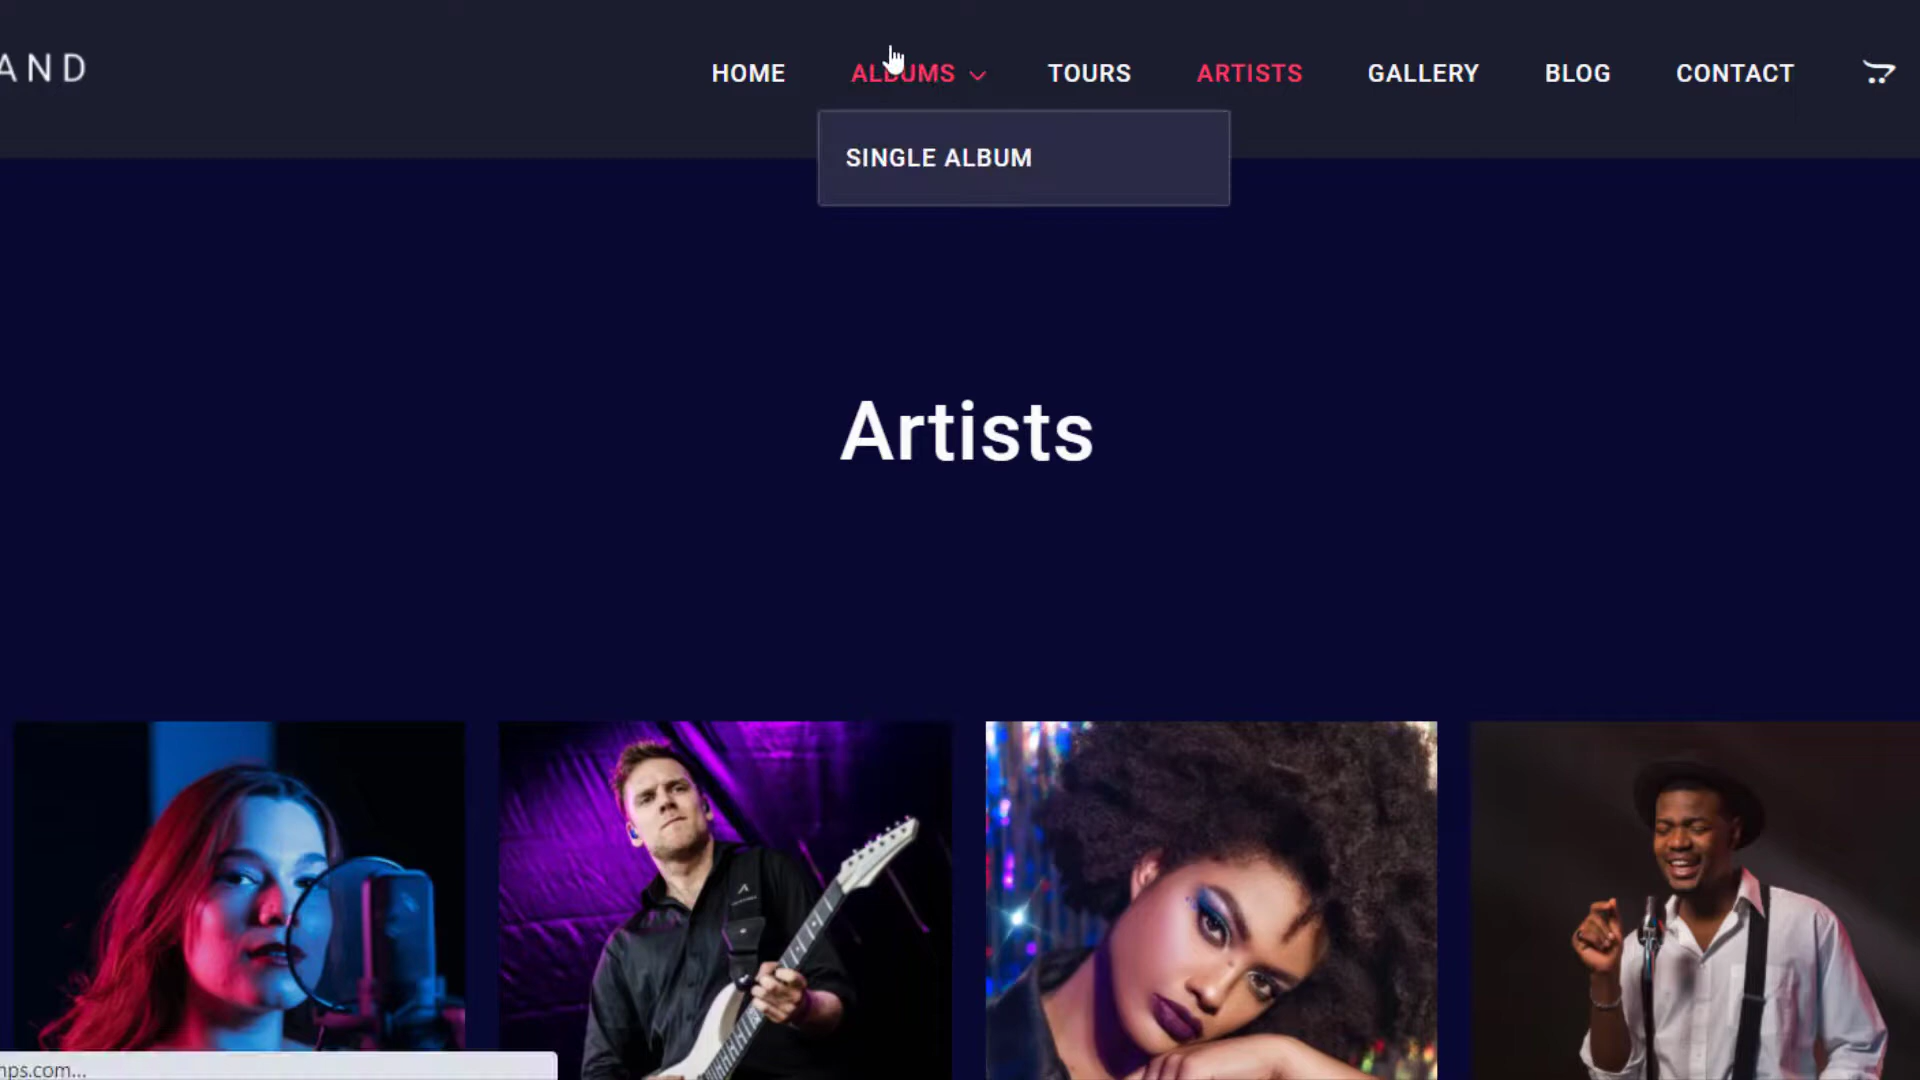 AND
HOME ALBUMS TOURS ARTISTS GALLERY BLOG CONTACT
SINGLE ALBUM
Artists
nps.com...